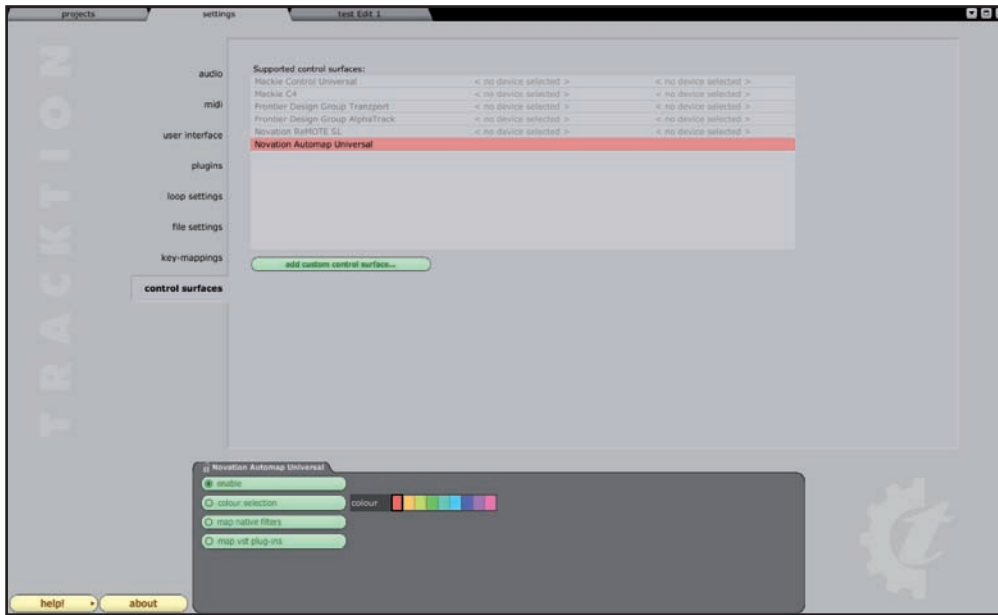 projects settings test Edit 1
TRACKTION
audio
midi
user interface
plugins
loop settings
file settings
key-mappings
control surfaces
Supported control surfaces:
Mackie Control Universal < no device selected > < no device selected >
Mackie C4 < no device selected > < no device selected >
Frontier Design Group Tranzport < no device selected > < no device selected >
Frontier Design Group AlphaTrack < no device selected > < no device selected >
Novation ReMOTE SL < no device selected > < no device selected >
Novation Automap Universal
add custom control surface...
Novation Automap Universal
enable
colour selection colour
map native filters
map vst plug-ins
help! about
t